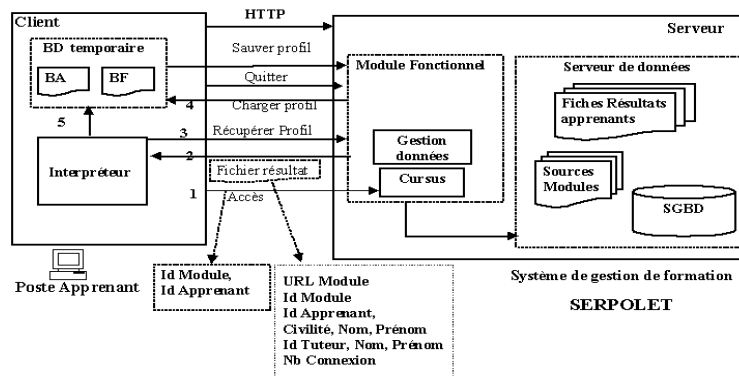 Client
HTTP
Serveur
BD temporaire
BA
BF
Sauver profil
Quitter
4 Charger profil
5
3 Récupérer Profil
2
Interpréteur
Fichier résultat
1
Accès
Module Fonctionnel
Gestion
données
Cursus
Serveur de données
Fiches Résultats
apprenants
Sources
Modules
SGBD
Poste Apprenant
Id Module,
Id Apprenant
URL Module
Id Module
Id Apprenant,
Civilité, Nom, Prénom
Id Tuteur, Nom, Prénom
Nb Connexion
Système de gestion de formation
SERPOLET